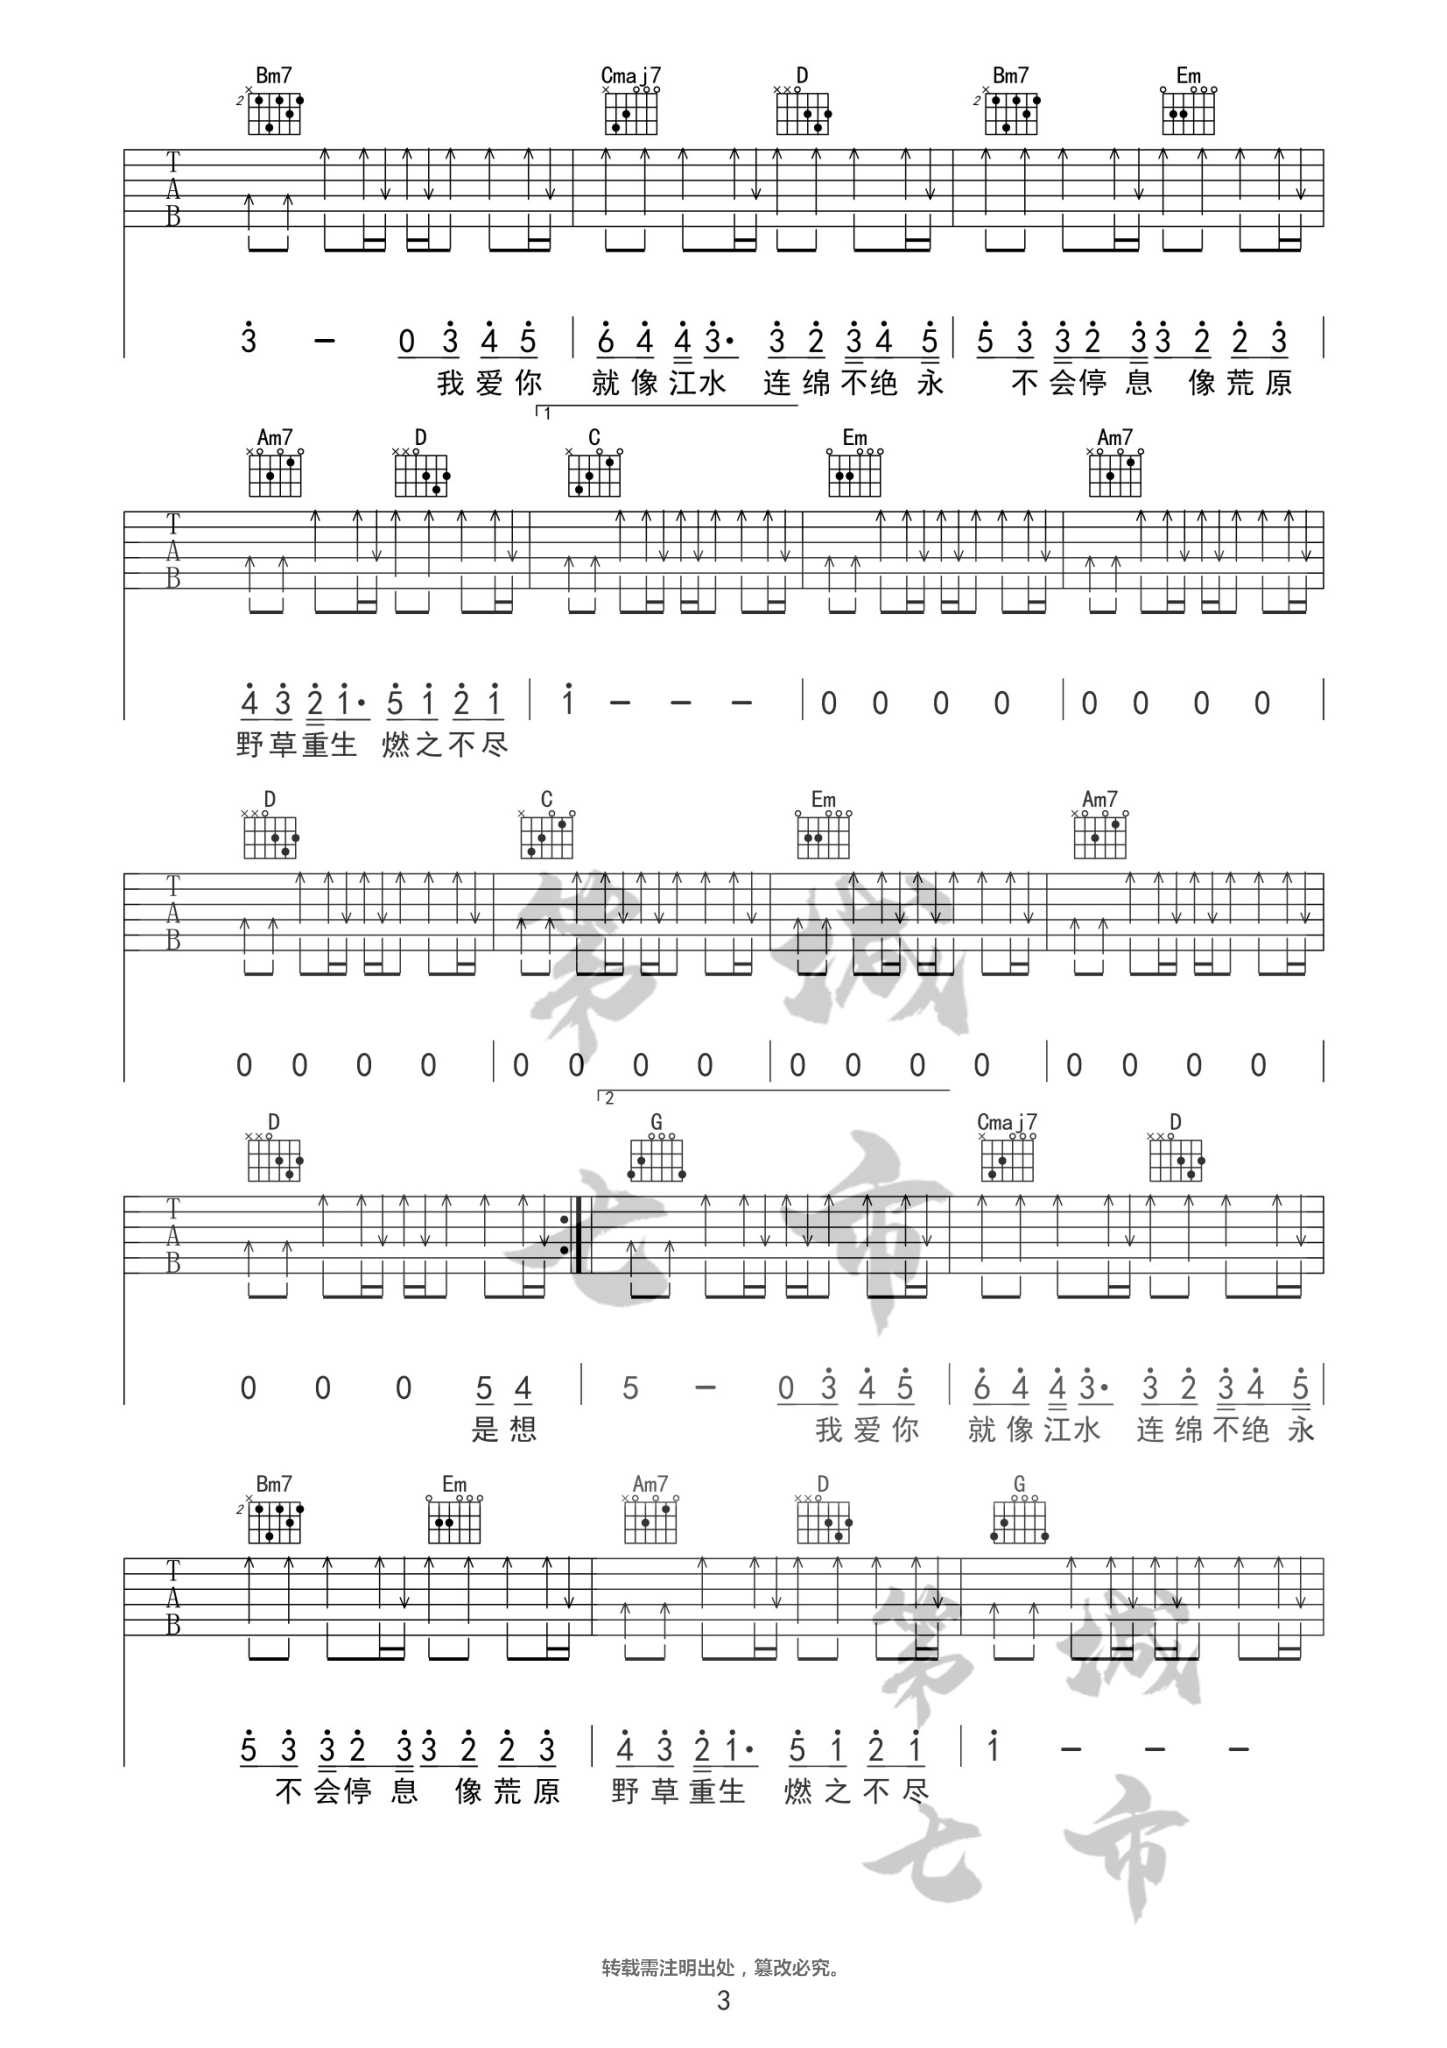 Bm7 Cmaj7 D Bm7 Em
2 2
T
A
B
3 - 0 3 4 5 6 4 4 3· 3 2 3 4 5 5 3 3 2 3 3 2 2 3
我爱你 就像江水 连绵不绝 永 不会停息 像荒原
1
Am7 D C Em Am7
T
A
B
4 3 2 1· 5 1 2 1 1 - - - 0 0 0 0 0 0 0 0
野草重生 燃之不尽
D C Em Am7
T
A
B
0 0 0 0 0 0 0 0 0 0 0 0 0 0 0 0
2
D G Cmaj7 D
T
A
B
0 0 0 5 4 5 - 0 3 4 5 6 4 4 3· 3 2 3 4 5
是想 我爱你 就像江水 连绵不绝 永
Bm7 Em Am7 D G
2
T
A
B
5 3 3 2 3 3 2 2 3 4 3 2 1· 5 1 2 1 1 - - -
不会停息 像荒原 野草重生 燃之不尽
第 城
七 市
第 城
七 市
转载需注明出处，篡改必究。
3